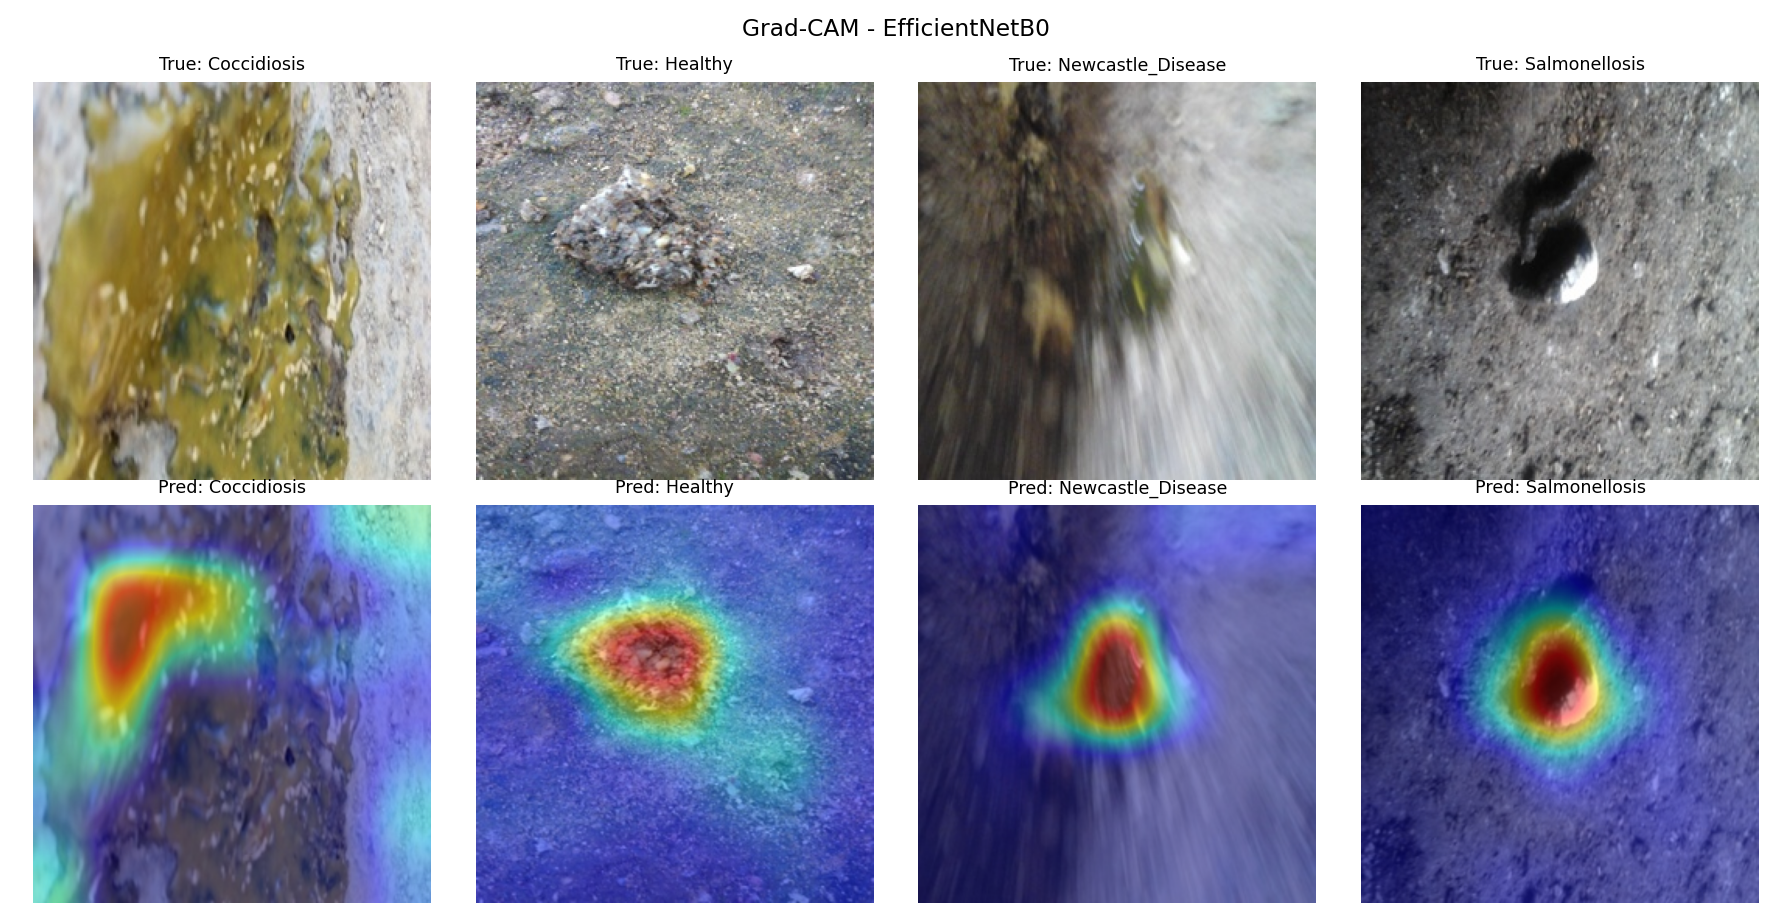 Grad-CAM - EfficientNetB0
True: Coccidiosis
True: Healthy
True: Newcastle_Disease
True: Salmonellosis
Pred: Coccidiosis
Pred: Healthy
Pred: Newcastle_Disease
Pred: Salmonellosis